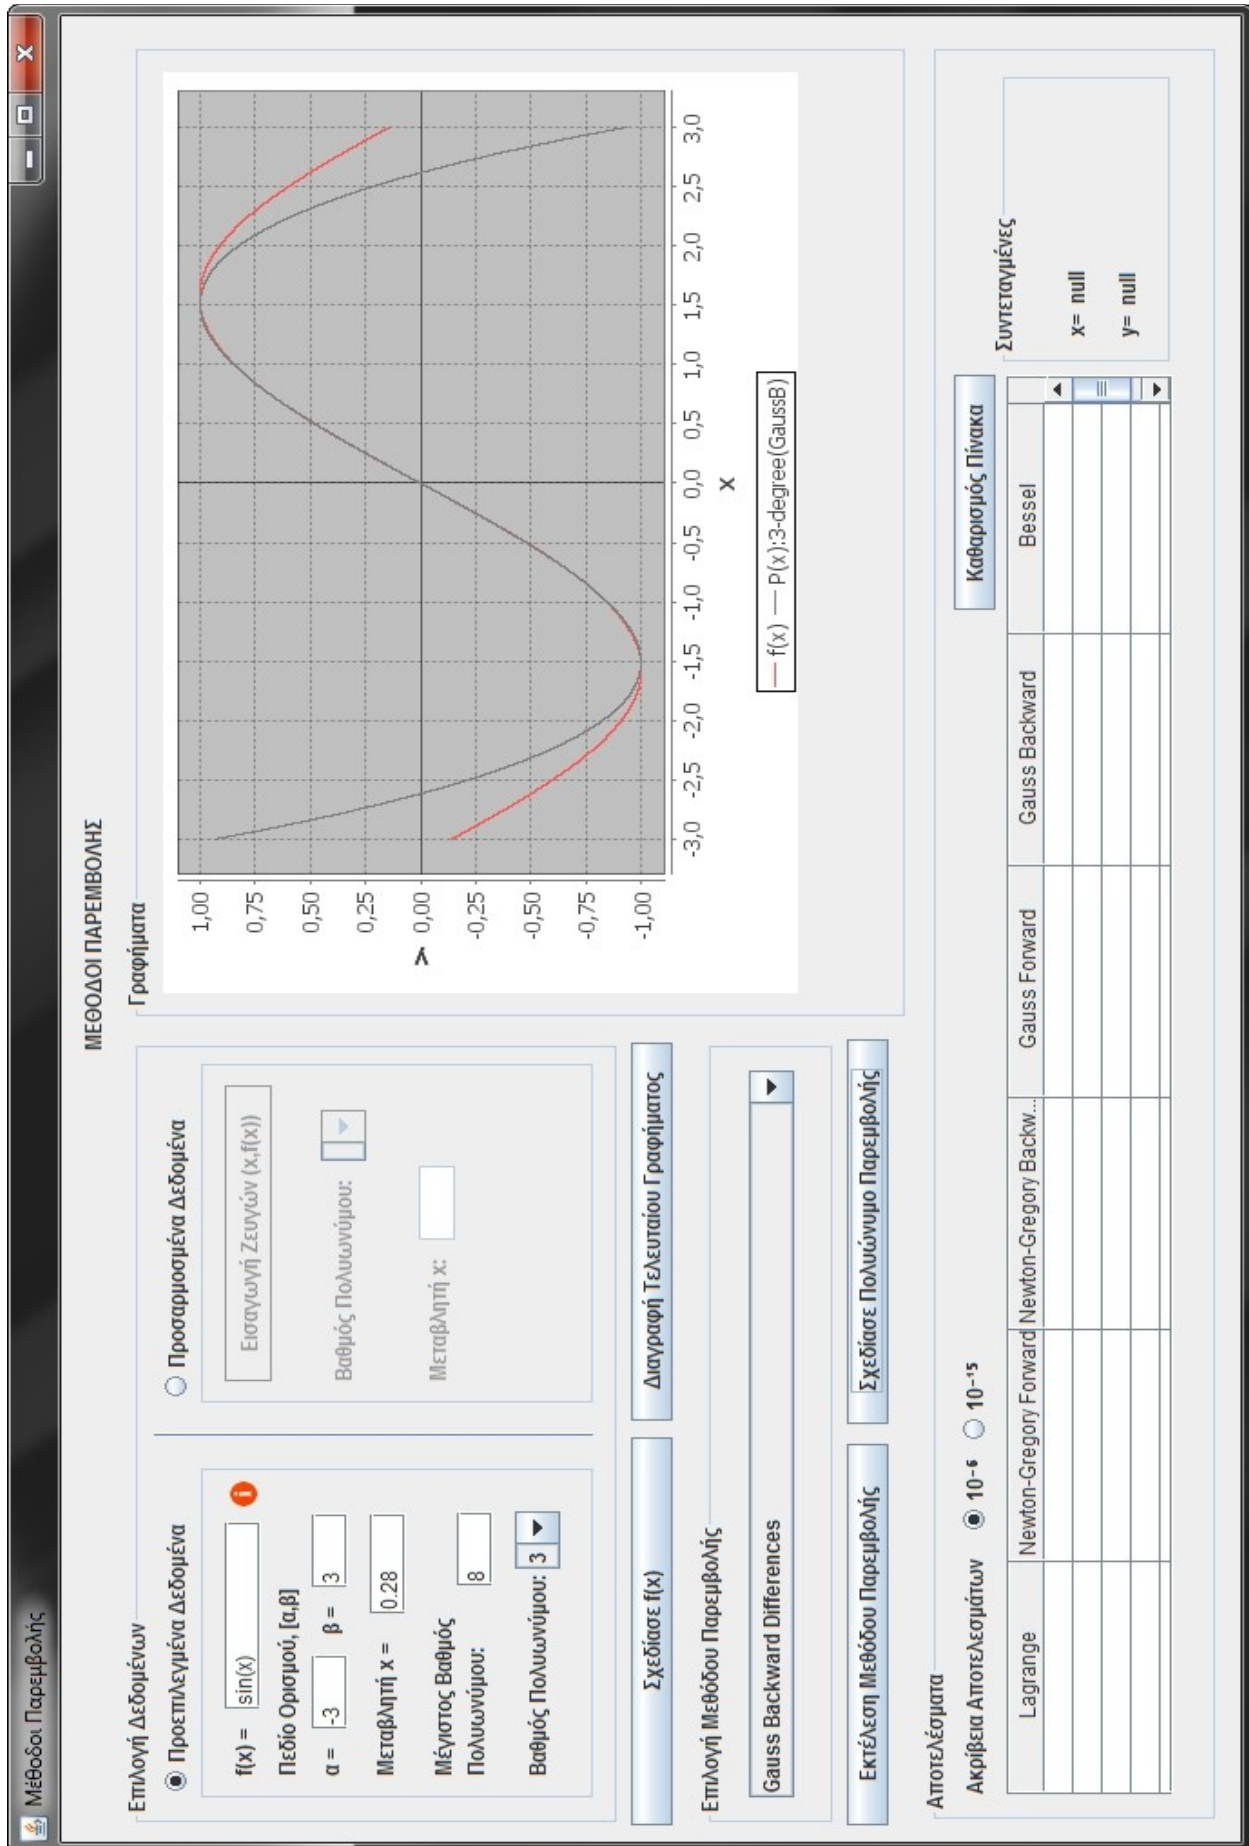 Μέθοδοι Παρεμβολής
ΜΕΘΟΔΟΙ ΠΑΡΕΜΒΟΛΗΣ
Επιλογή Δεδομένων
Προεπιλεγμένα Δεδομένα
f(x) = sin(x)
Πεδίο Ορισμού, [α,β]
α = -3 β = 3
Μεταβλητή x = 0.28
Μέγιστος Βαθμός
Πολυωνύμου: 8
Βαθμός Πολυωνύμου: 3
Προσαρμοσμένα Δεδομένα
Εισαγωγή Ζευγών (x,f(x))
Βαθμός Πολυωνύμου:
Μεταβλητή x:
Σχεδίασε f(x)
Διαγραφή Τελευταίου Γραφήματος
Επιλογή Μεθόδου Παρεμβολής
Gauss Backward Differences
Εκτέλεση Μεθόδου Παρεμβολής
Σχεδίασε Πολυώνυμο Παρεμβολής
Γραφήματα
1,00
0,75
0,50
0,25
0,00
-0,25
-0,50
-0,75
-1,00
Y
-3,0 -2,5 -2,0 -1,5 -1,0 -0,5 0,0 0,5 1,0 1,5 2,0 2,5 3,0
X
f(x) P(x):3-degree(GaussB)
Αποτελέσματα
Ακρίβεια Αποτελεσμάτων 10⁻⁶ 10⁻¹⁵
Καθαρισμός Πίνακα
Lagrange Newton-Gregory Forward Newton-Gregory Backw... Gauss Forward Gauss Backward Bessel
Συντεταγμένες
x= null
y= null